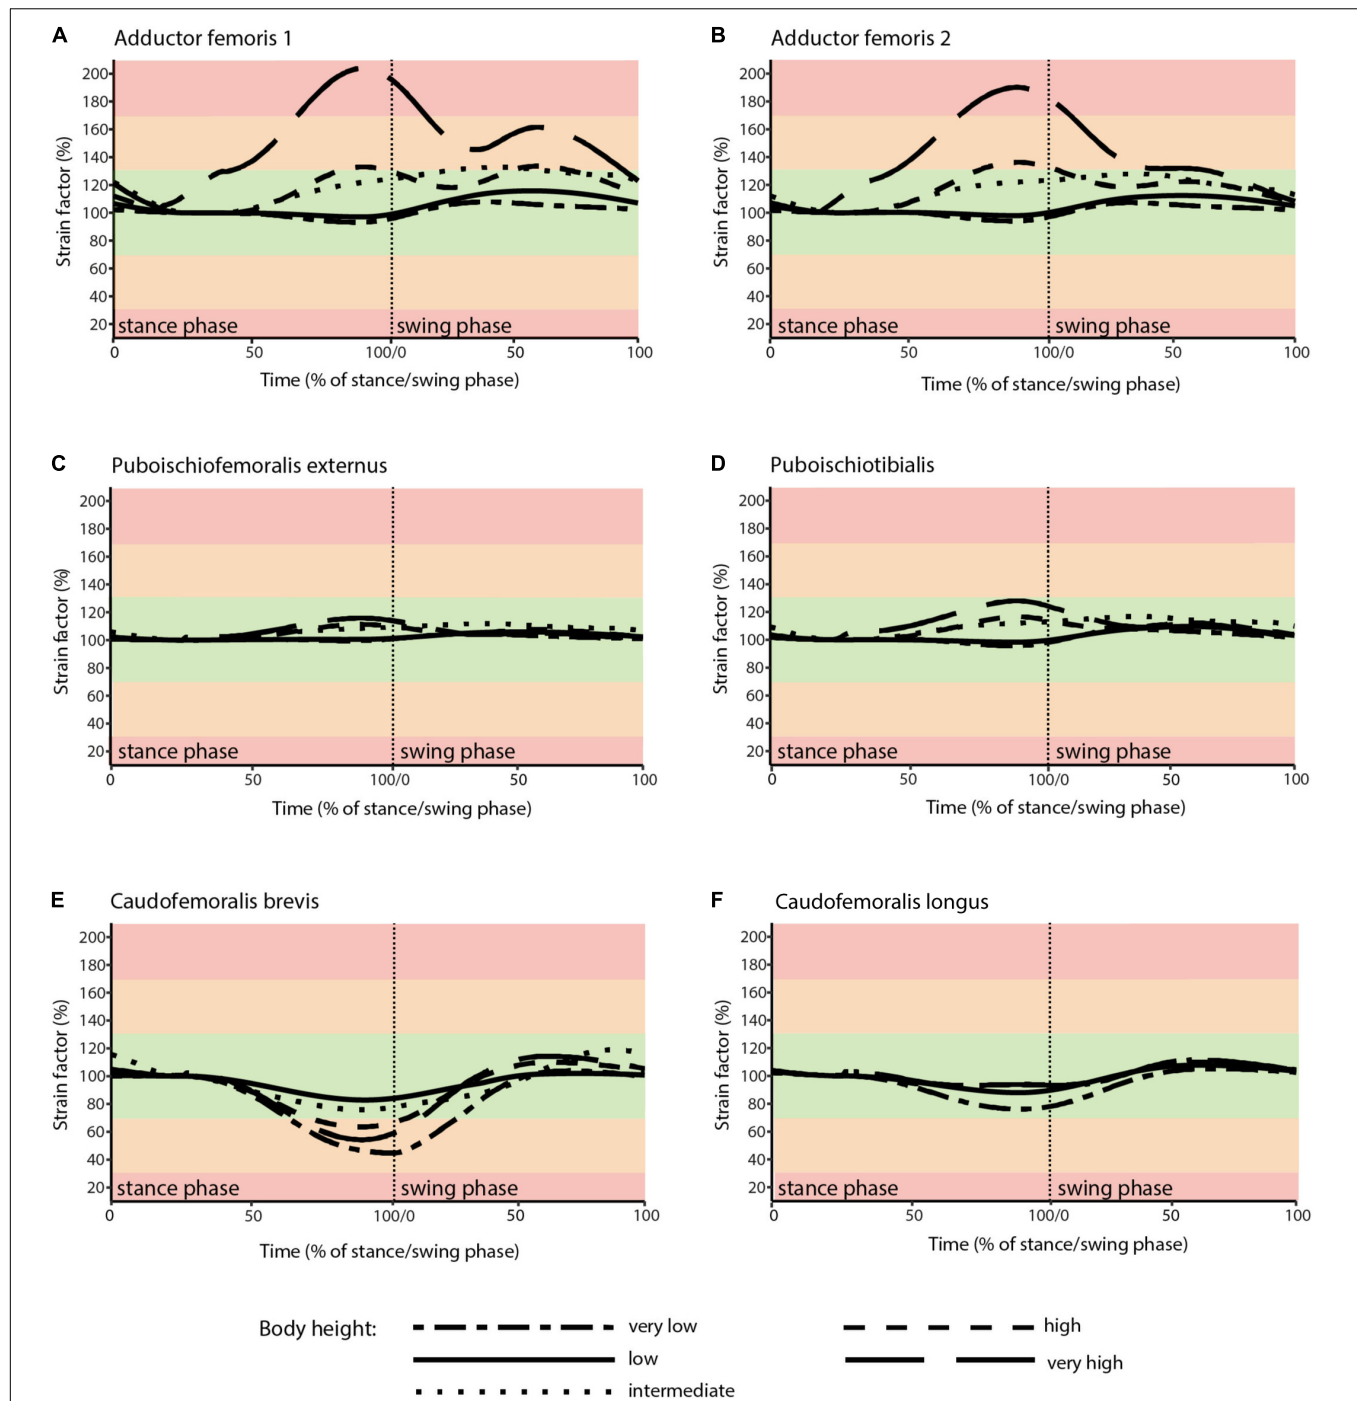 A Adductor femoris 1
200
180
160
140
120
100
80
60
40
20
Strain factor (%)
stance phase swing phase
0 50 100/0 50 100
Time (% of stance/swing phase)
B Adductor femoris 2
200
180
160
140
120
100
80
60
40
20
Strain factor (%)
stance phase swing phase
0 50 100/0 50 100
Time (% of stance/swing phase)
C Puboischiofemoralis externus
200
180
160
140
120
100
80
60
40
20
Strain factor (%)
stance phase swing phase
0 50 100/0 50 100
Time (% of stance/swing phase)
D Puboischiotibialis
200
180
160
140
120
100
80
60
40
20
Strain factor (%)
stance phase swing phase
0 50 100/0 50 100
Time (% of stance/swing phase)
E Caudofemoralis brevis
200
180
160
140
120
100
80
60
40
20
Strain factor (%)
stance phase swing phase
0 50 100/0 50 100
Time (% of stance/swing phase)
F Caudofemoralis longus
200
180
160
140
120
100
80
60
40
20
Strain factor (%)
stance phase swing phase
0 50 100/0 50 100
Time (% of stance/swing phase)
Body height:
very low
low
intermediate
high
very high